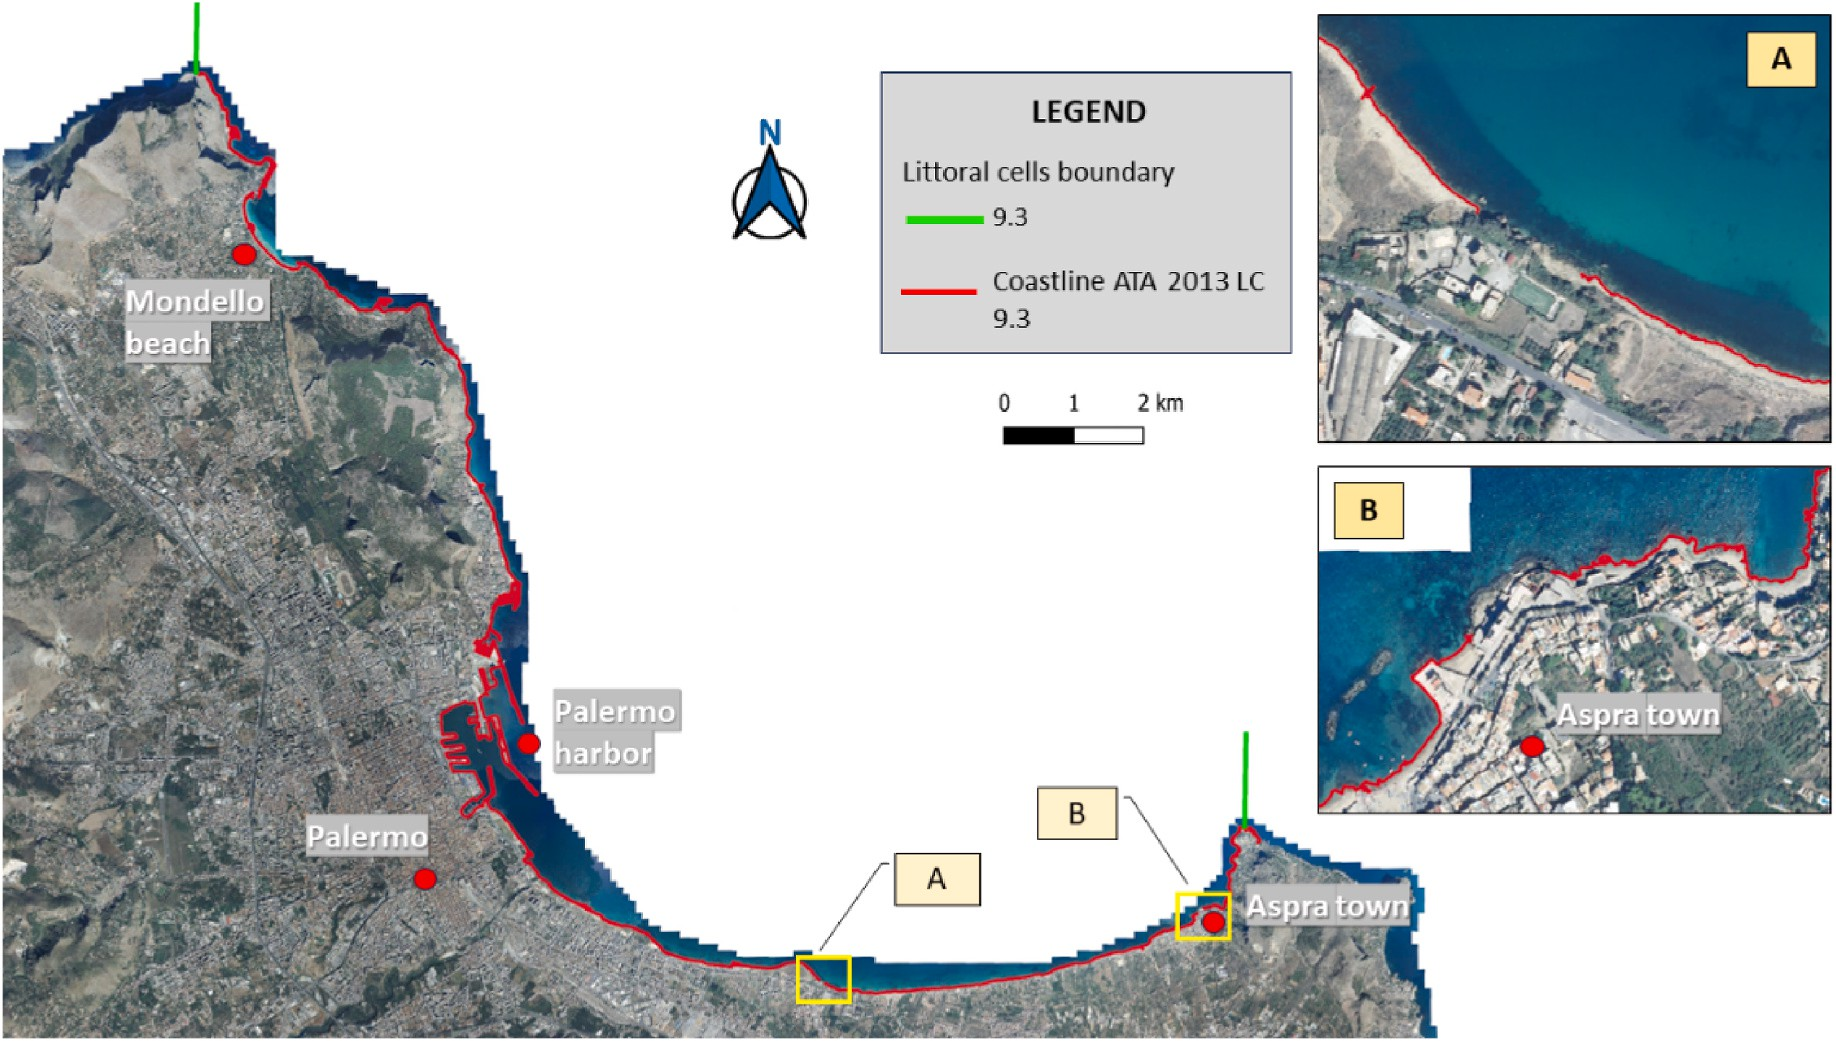 N
LEGEND
Littoral cells boundary
9.3
Coastline ATA 2013 LC
9.3
0 1 2 km
Mondello
beach
Palermo
harbor
Palermo
A
B
Aspra town
A
B
Aspra town